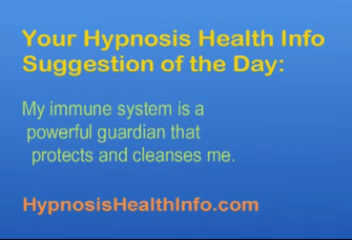 Your Hypnosis Health Info
Suggestion of the Day:
My immune system is a
powerful guardian that
protects and cleanses me.
HypnosisHealthInfo.com